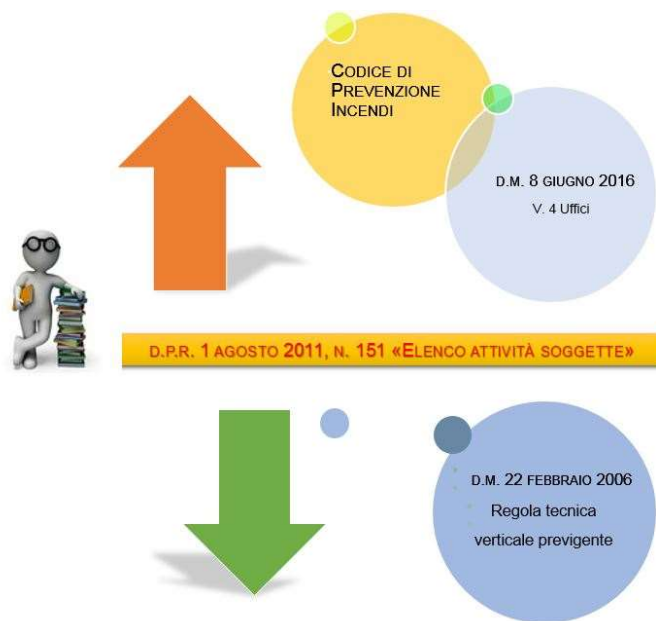 CODICE DI
PREVENZIONE
INCENDI
D.M. 8 GIUGNO 2016
V. 4 Uffici
D.P.R. 1 AGOSTO 2011, N. 151 «ELENCO ATTIVITÀ SOGGETTE»
D.M. 22 FEBBRAIO 2006
Regola tecnica
verticale previgente